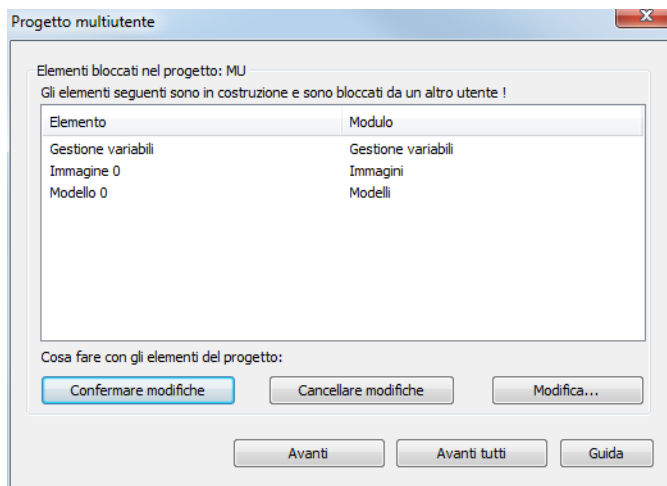 Progetto multiutente
Elementi bloccati nel progetto: MU
Gli elementi seguenti sono in costruzione e sono bloccati da un altro utente !
Elemento Modulo
Gestione variabili Gestione variabili
Immagine 0 Immagini
Modello 0 Modelli
Cosa fare con gli elementi del progetto:
Confermare modifiche Cancellare modifiche Modifica...
Avanti Avanti tutti Guida